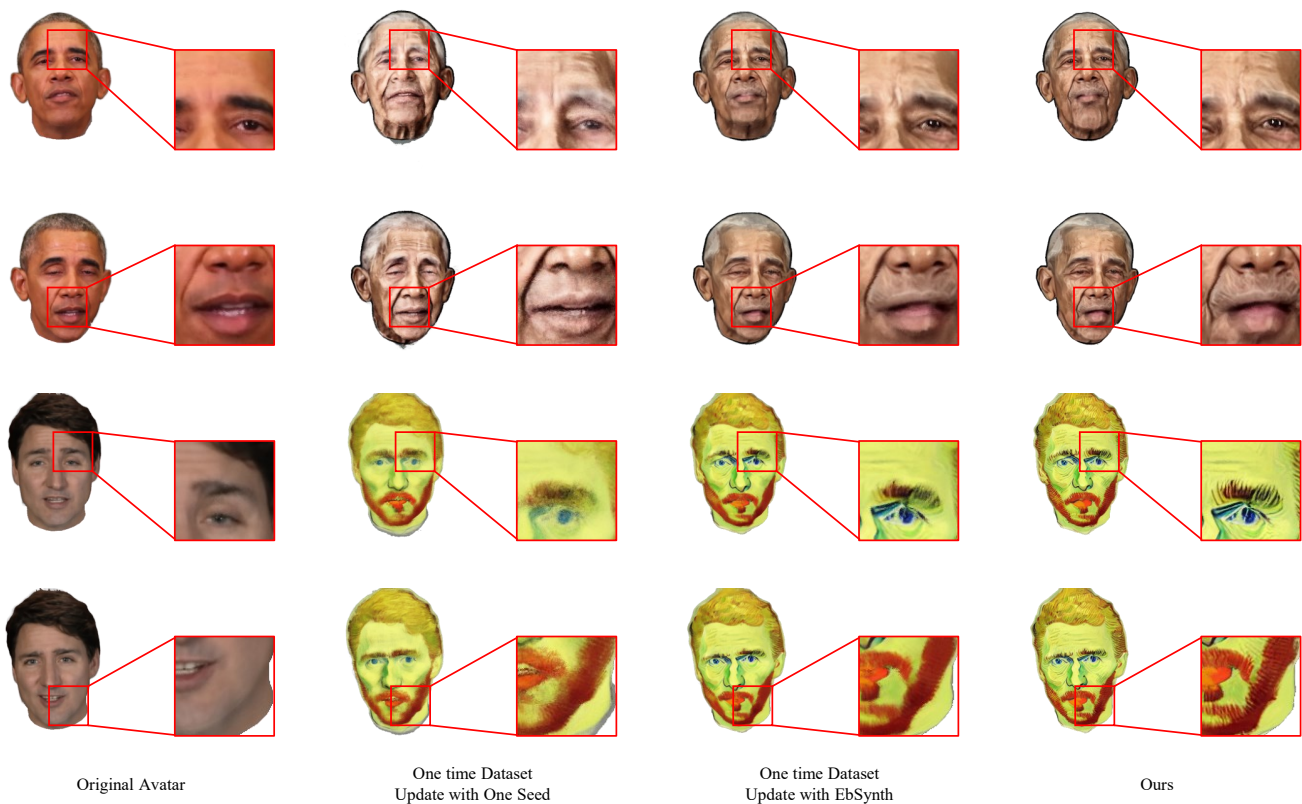 Original Avatar
One time Dataset
Update with One Seed
One time Dataset
Update with EbSynth
Ours